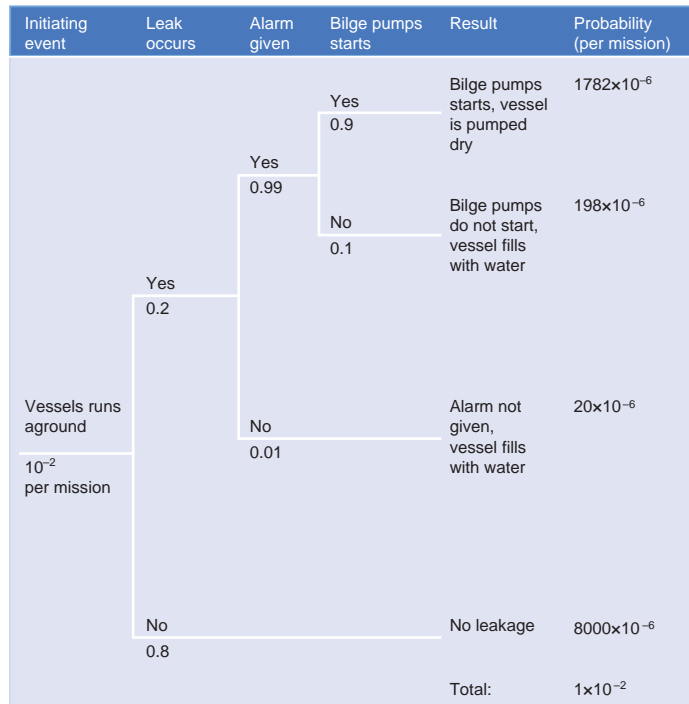 Initiating event
Leak occurs
Alarm given
Bilge pumps starts
Result
Probability (per mission)
Yes
0.9
Bilge pumps
starts, vessel
is pumped
dry
1782×10⁻⁶
Yes
0.99
No
0.1
Bilge pumps
do not start,
vessel fills
with water
198×10⁻⁶
Yes
0.2
Vessels runs
aground
10⁻²
per mission
No
0.01
Alarm not
given,
vessel fills
with water
20×10⁻⁶
No
0.8
No leakage
8000×10⁻⁶
Total:
1×10⁻²